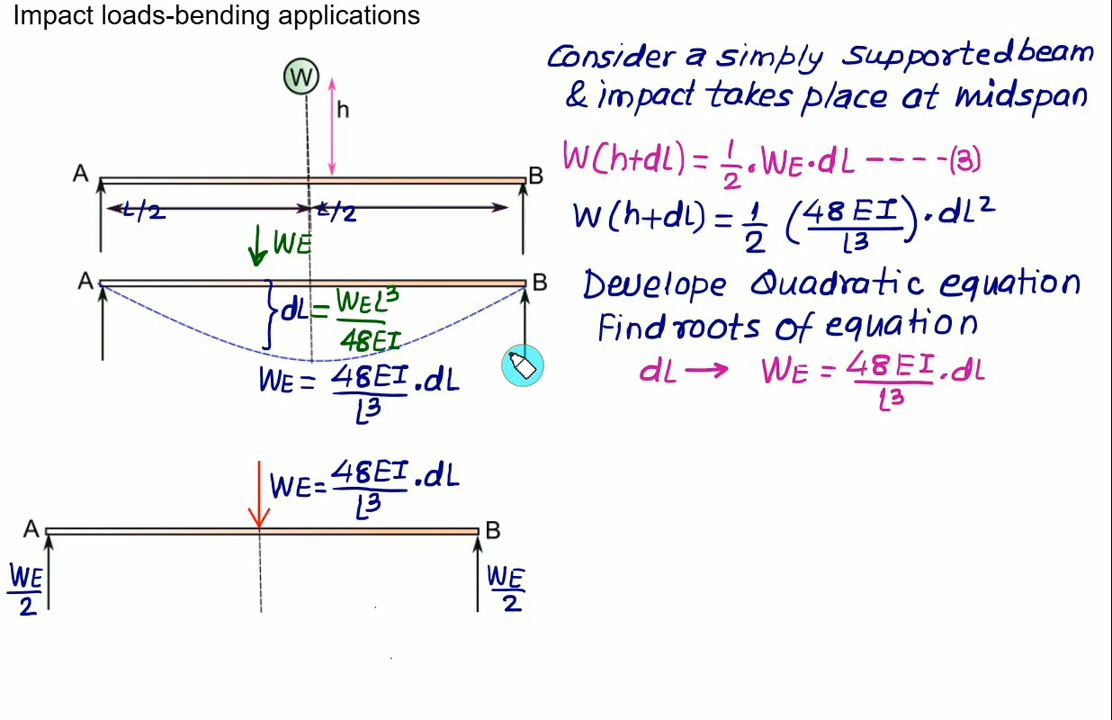 Impact loads-bending applications
W
h
A
B
L/2
L/2
↓ WE
A
B
dL = WEL³/48EI
WE = 48EI/L³ .dL
WE = 48EI/L³ .dL
A
B
WE/2
WE/2
Consider a simply supported beam
& impact takes place at midspan
W(h+dL) = 1/2 . WE.dL ---- -(3)
W(h+dL) = 1/2 (48 EI/L³).dL²
Develope Quadratic equation
Find roots of equation
dL → WE = 48EI/L³ .dL